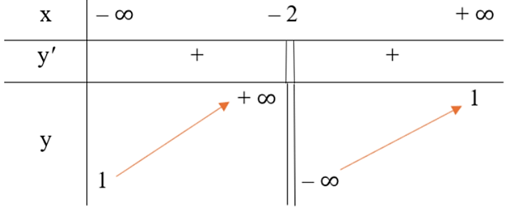 x – ∞ – 2 + ∞
y′ + +
+ ∞ 1
y
1 – ∞